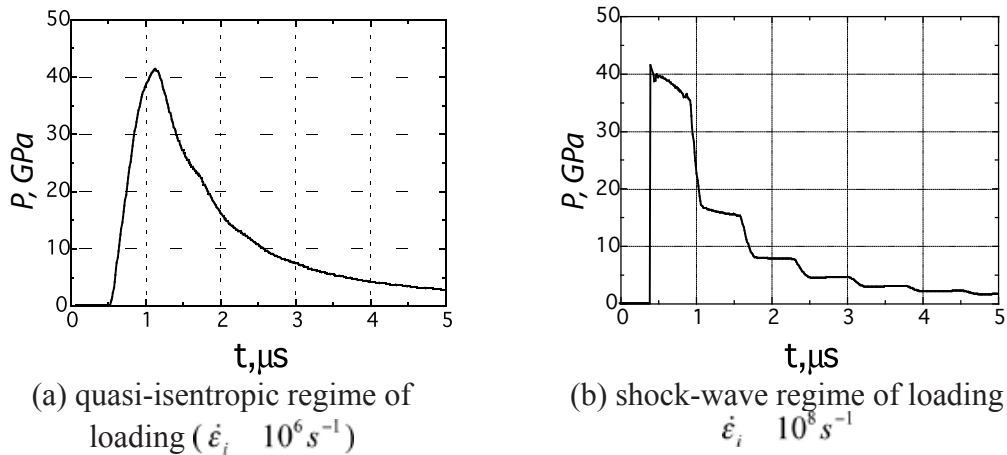 50
40
30
20
10
0
P, GPa
0 1 2 3 4 5
t,μs
(a) quasi-isentropic regime of
loading ( ε̇ᵢ 10⁶ s⁻¹ )
50
40
30
20
10
0
P, GPa
0 1 2 3 4 5
t,μs
(b) shock-wave regime of loading
ε̇ᵢ 10⁸ s⁻¹